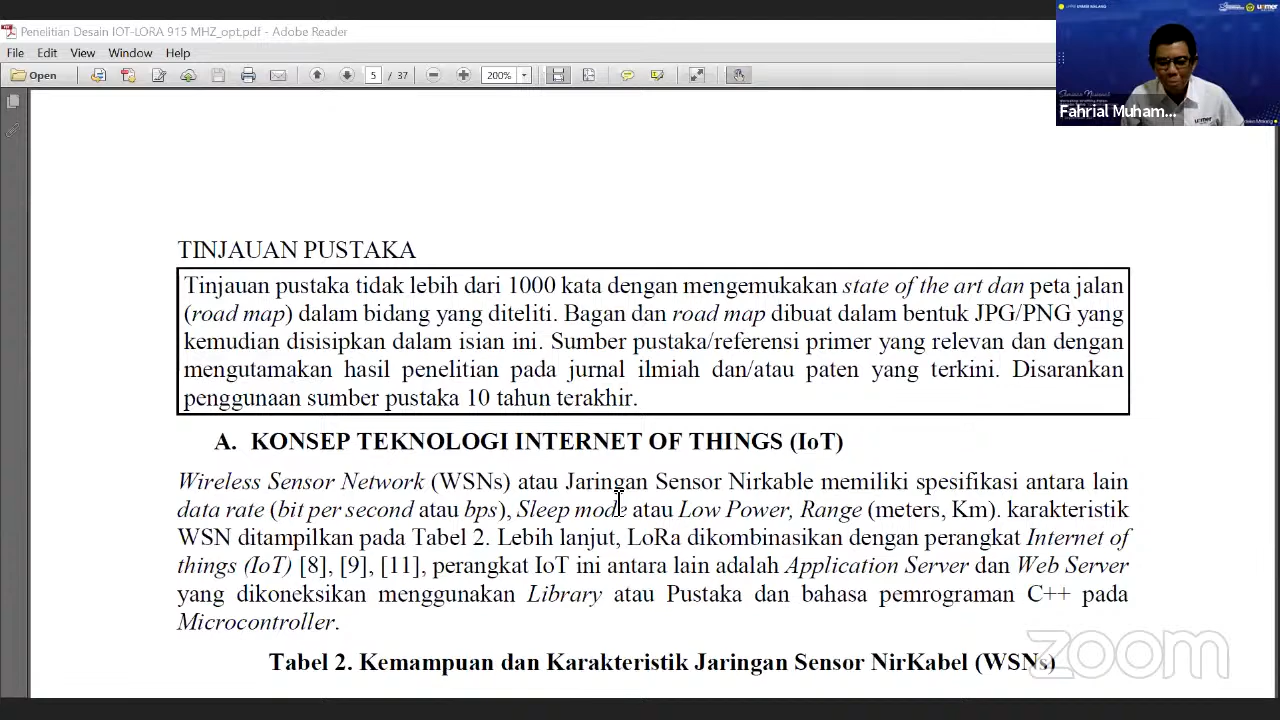 Penelitian Desain IOT-LORA 915 MHZ_opt.pdf - Adobe Reader
File Edit View Window Help
Open 5 / 37 200%
Fahrial Muham...
TINJAUAN PUSTAKA
Tinjauan pustaka tidak lebih dari 1000 kata dengan mengemukakan state of the art dan peta jalan
(road map) dalam bidang yang diteliti. Bagan dan road map dibuat dalam bentuk JPG/PNG yang
kemudian disisipkan dalam isian ini. Sumber pustaka/referensi primer yang relevan dan dengan
mengutamakan hasil penelitian pada jurnal ilmiah dan/atau paten yang terkini. Disarankan
penggunaan sumber pustaka 10 tahun terakhir.
A. KONSEP TEKNOLOGI INTERNET OF THINGS (IoT)
Wireless Sensor Network (WSNs) atau Jaringan Sensor Nirkable memiliki spesifikasi antara lain
data rate (bit per second atau bps), Sleep mode atau Low Power, Range (meters, Km). karakteristik
WSN ditampilkan pada Tabel 2. Lebih lanjut, LoRa dikombinasikan dengan perangkat Internet of
things (IoT) [8], [9], [11], perangkat IoT ini antara lain adalah Application Server dan Web Server
yang dikoneksikan menggunakan Library atau Pustaka dan bahasa pemrograman C++ pada
Microcontroller.
Tabel 2. Kemampuan dan Karakteristik Jaringan Sensor NirKabel (WSNs)
zoom